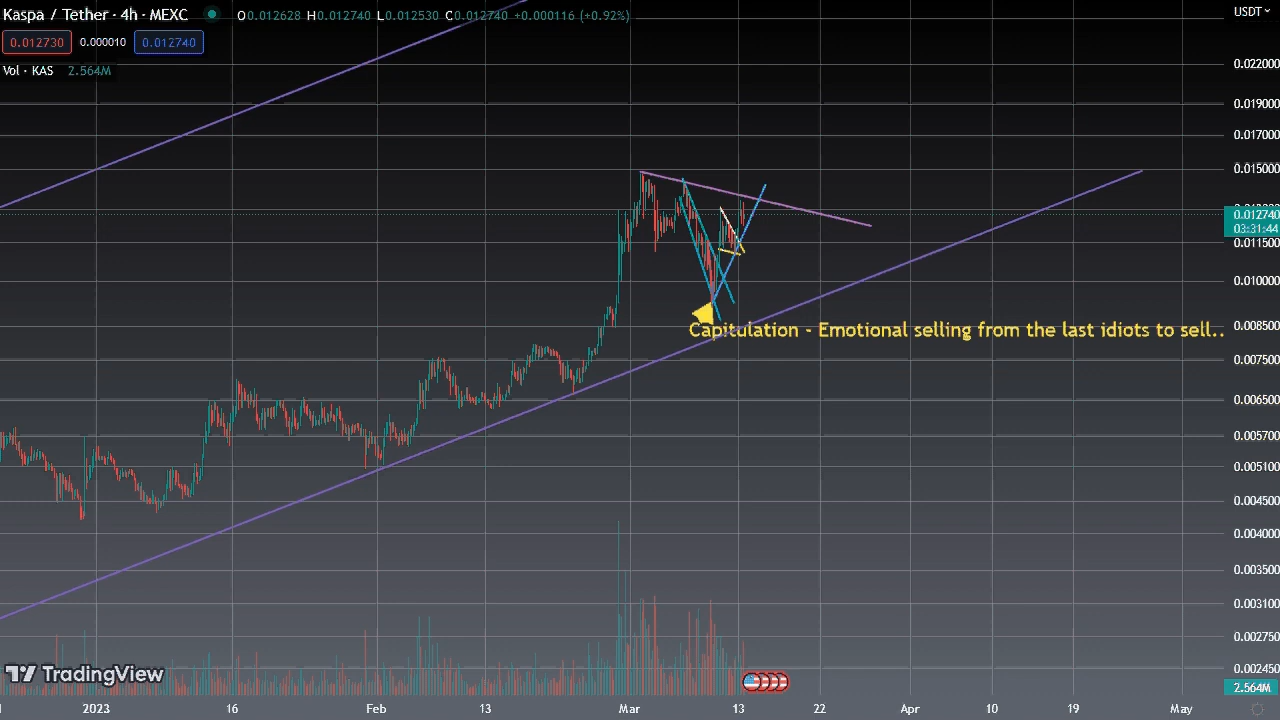 Kaspa / Tether · 4h · MEXC O0.012628 H0.012740 L0.012530 C0.012740 +0.000116 (+0.92%)
USDT
0.012730 0.000010 0.012740
Vol · KAS 2.564M
0.022000
0.019000
0.017000
0.015000
0.012740
03:31:44
0.011500
0.010000
Capitulation - Emotional selling from the last idiots to sell..
0.008500
0.007500
0.006500
0.005700
0.005100
0.004500
0.004000
0.003500
0.003100
0.002750
0.002450
TradingView
2.564M
2023 16 Feb 13 Mar 13 22 Apr 10 19 May